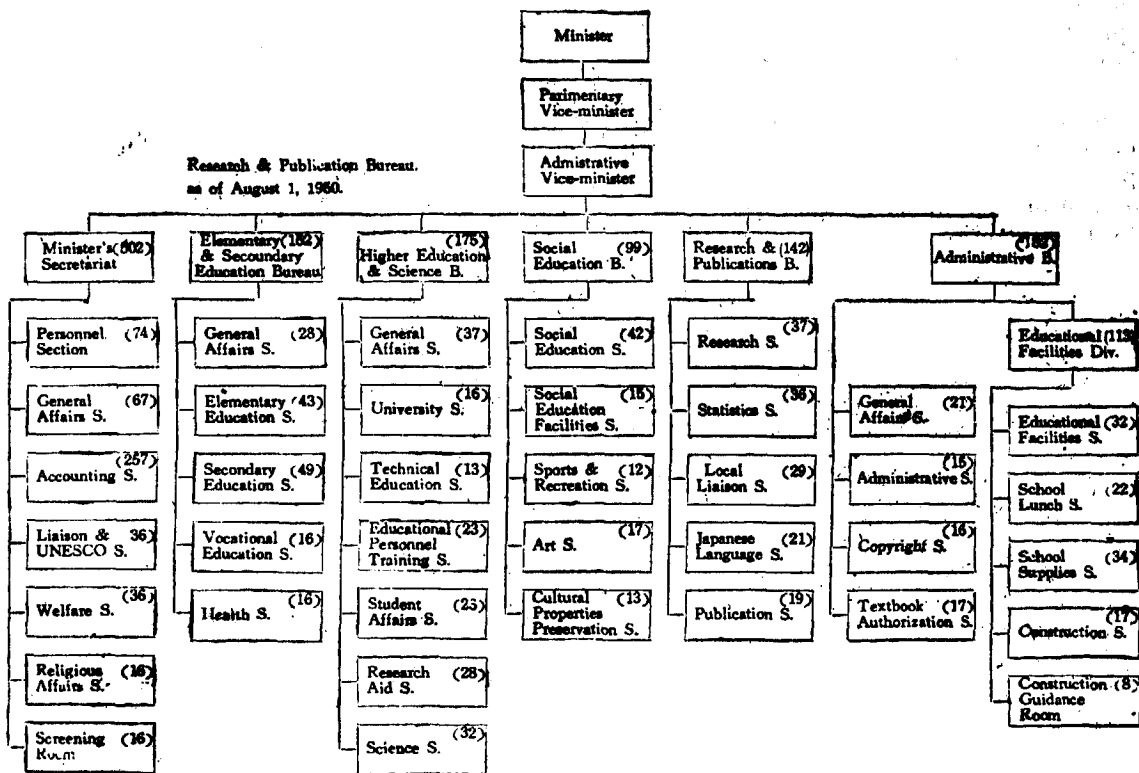 Minister
Parimentary
Vice-minister
Admistrative
Vice-minister
Research & Publication Bureau.
as of August 1, 1950.
Minister's (502)
Secretariat
Elementary (152)
& Secoundary
Education Bureau
(175)
Higher Education
& Science B.
Social (99)
Education B.
Research & (142)
Publications B.
Administrative B.
Personnel (74)
Section
General (67)
Affairs S.
(257)
Accounting S.
Liaison & 36)
UNESCO S.
(36)
Welfare S.
Religious (16)
Affairs S.
Screening (16)
Room
General (28)
Affairs S.
Elementary (43)
Education S.
Secondary (49)
Education S.
Vocational (16)
Education S.
(16)
Health S.
General (37)
Affairs S.
(16)
University S.
Technical (13)
Education S.
Educational (23)
Personnel
Training S.
Student (23)
Affairs S.
Research (28)
Aid S.
(32)
Science S.
Social (42)
Education S.
Social (15)
Education
Facilities S.
Sports & (12)
Recreation S.
(17)
Art S.
Cultural (13)
Properties
Preservation S.
(37)
Research S.
(36)
Statistics S.
Local (29)
Liaison S.
Japanese (21)
Language S.
(19)
Publication S.
General (21)
Affairs S.
(15)
Administrative S.
(16)
Copyright S.
Textbook (17)
Authorization S.
Educational (113)
Facilities Div.
Educational (32)
Facilities S.
School (22)
Lunch S.
School (34)
Supplies S.
(17)
Construction S.
Construction (8)
Guidance
Room